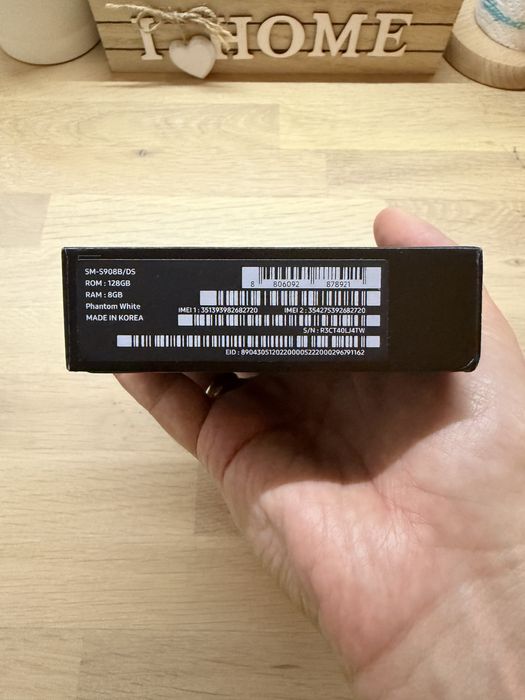 I HOME
SM-S908B/DS
ROM : 128GB
RAM : 8GB
Phantom White
MADE IN KOREA
8 806092 878921
IMEI 1 : 351393982682720 IMEI 2 : 354275392682720
S/N : R3CT40LJ4TW
EID : 89043051202200005222000296791162